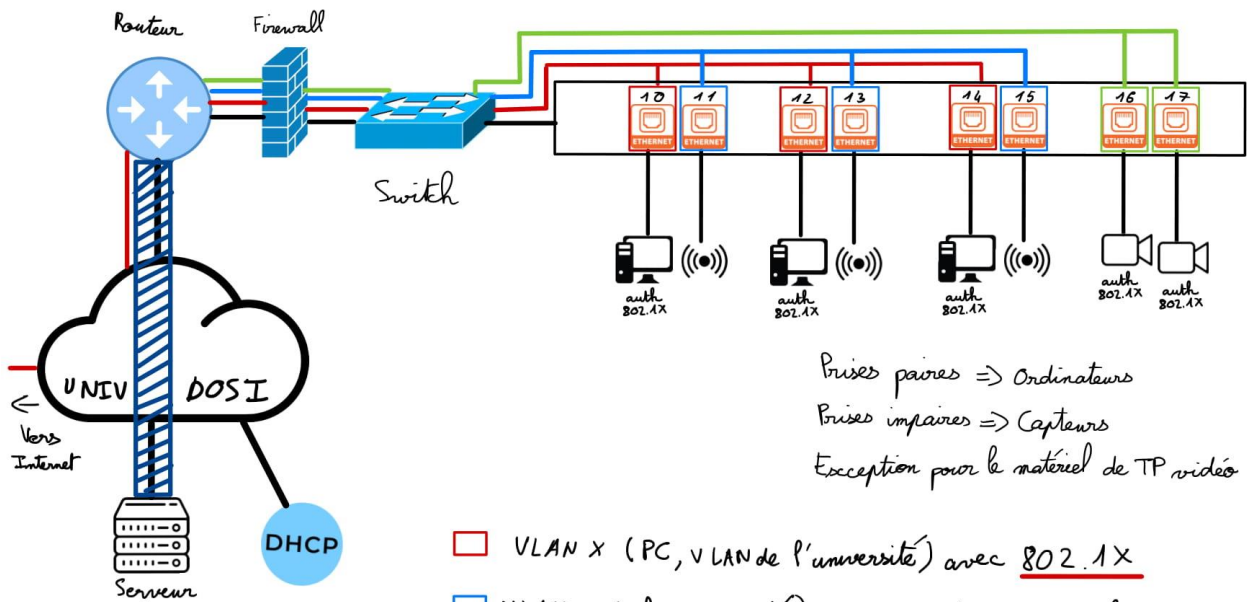 Routeur
Firewall
Switch
10 11 12 13 14 15 16 17
ETHERNET ETHERNET ETHERNET ETHERNET ETHERNET ETHERNET ETHERNET ETHERNET
auth
802.1X
auth
802.1X
auth
802.1X
auth
802.1X
auth
802.1X
UNIV DOSI
Vers
Internet
DHCP
Serveur
Prises paires => Ordinateurs
Prises impaires => Capteurs
Exception pour le matériel de TP vidéo
VLAN X (PC, VLAN de l'université) avec 802.1X